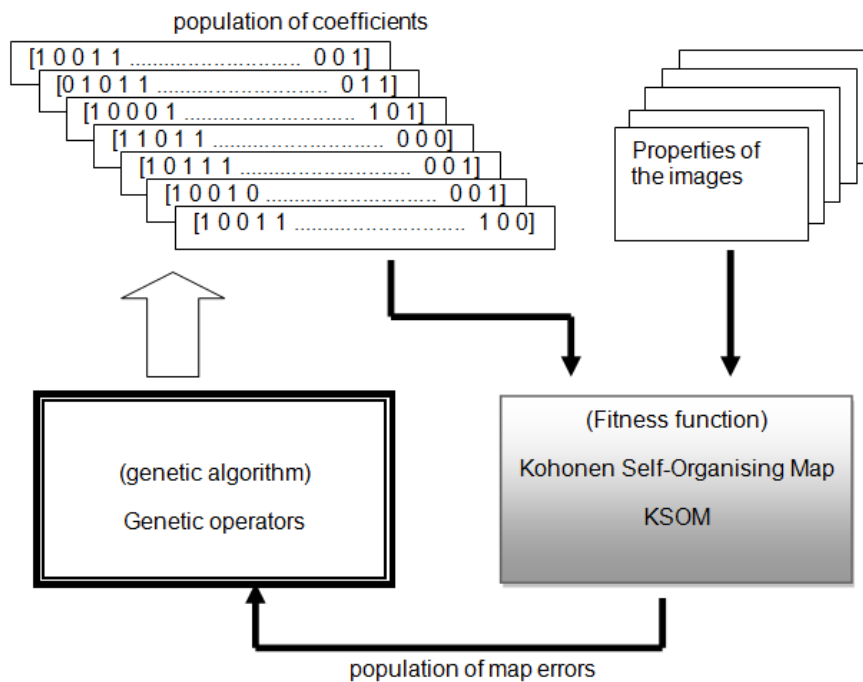 population of coefficients
[1 0 0 1 1 ............................. 0 0 1]
[0 1 0 1 1 ............................. 0 1 1]
[1 0 0 0 1 ............................. 1 0 1]
[1 1 0 1 1 ............................. 0 0 0]
[1 0 1 1 1 ............................. 0 0 1]
[1 0 0 1 0 ............................. 0 0 1]
[1 0 0 1 1 ............................. 1 0 0]
Properties of
the images
(genetic algorithm)
Genetic operators
(Fitness function)
Kohonen Self-Organising Map
KSOM
population of map errors